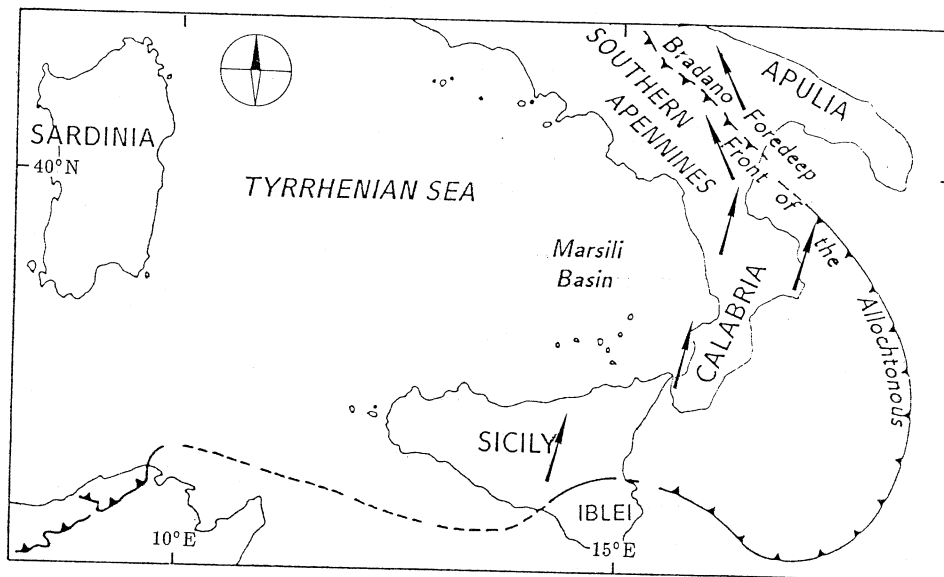 SARDINIA
40°N
TYRRHENIAN SEA
Marsili
Basin
SOUTHERN
APENNINES
Bradano Foredeep
APULIA
Front of the Allochtonous
CALABRIA
SICILY
IBLEI
10°E
15°E